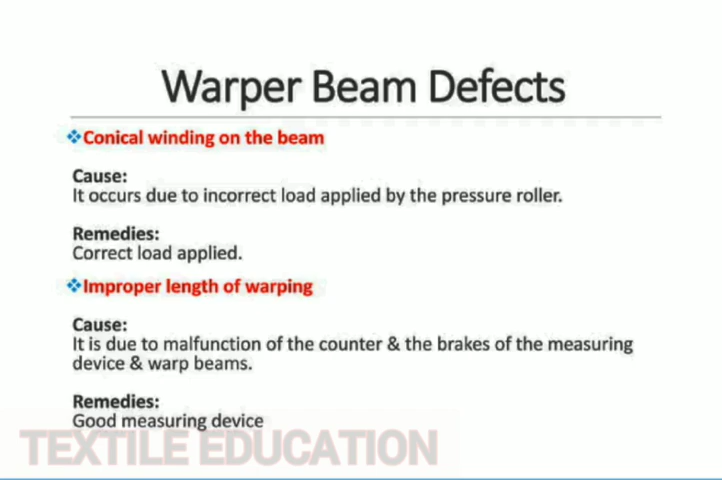 Warper Beam Defects
Conical winding on the beam
Cause:
It occurs due to incorrect load applied by the pressure roller.
Remedies:
Correct load applied.
Improper length of warping
Cause:
It is due to malfunction of the counter & the brakes of the measuring
device & warp beams.
Remedies:
Good measuring device
TEXTILE EDUCATION